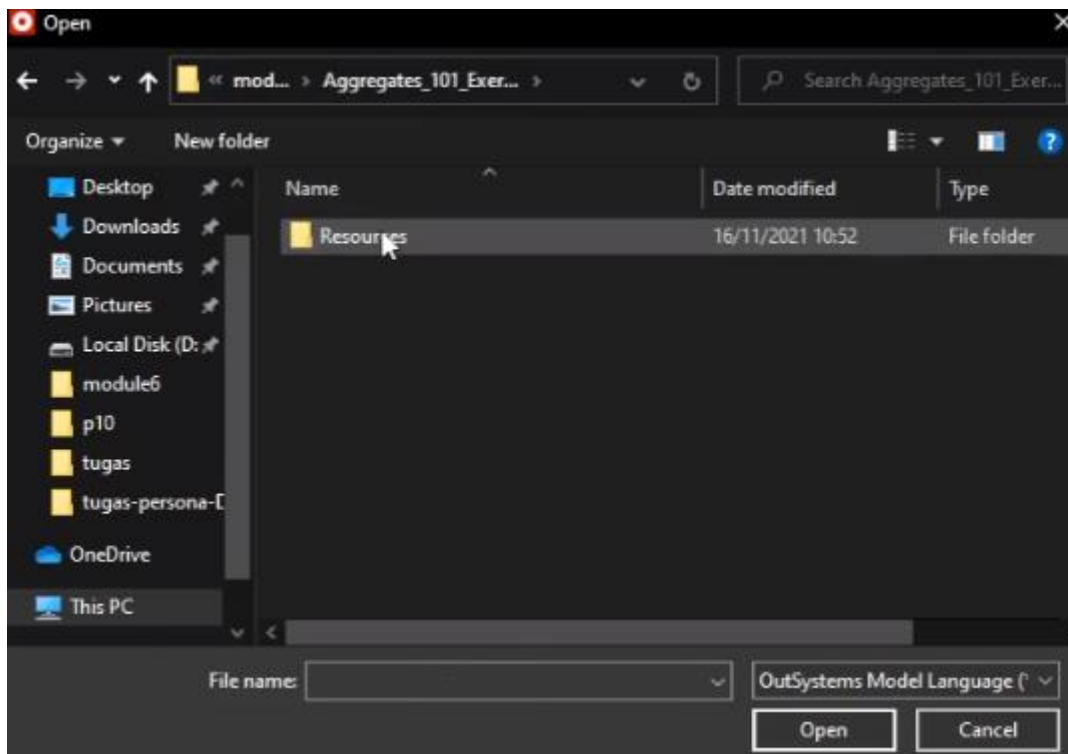 Open
« mod... › Aggregates_101_Exer... › Search Aggregates_101_Exer...
Organize New folder
Name Date modified Type
Desktop
Downloads
Documents
Pictures
Local Disk (D:
module6
p10
tugas
tugas-persona-D
OneDrive
This PC
Resources 16/11/2021 10:52 File folder
File name: OutSystems Model Language (*
Open Cancel